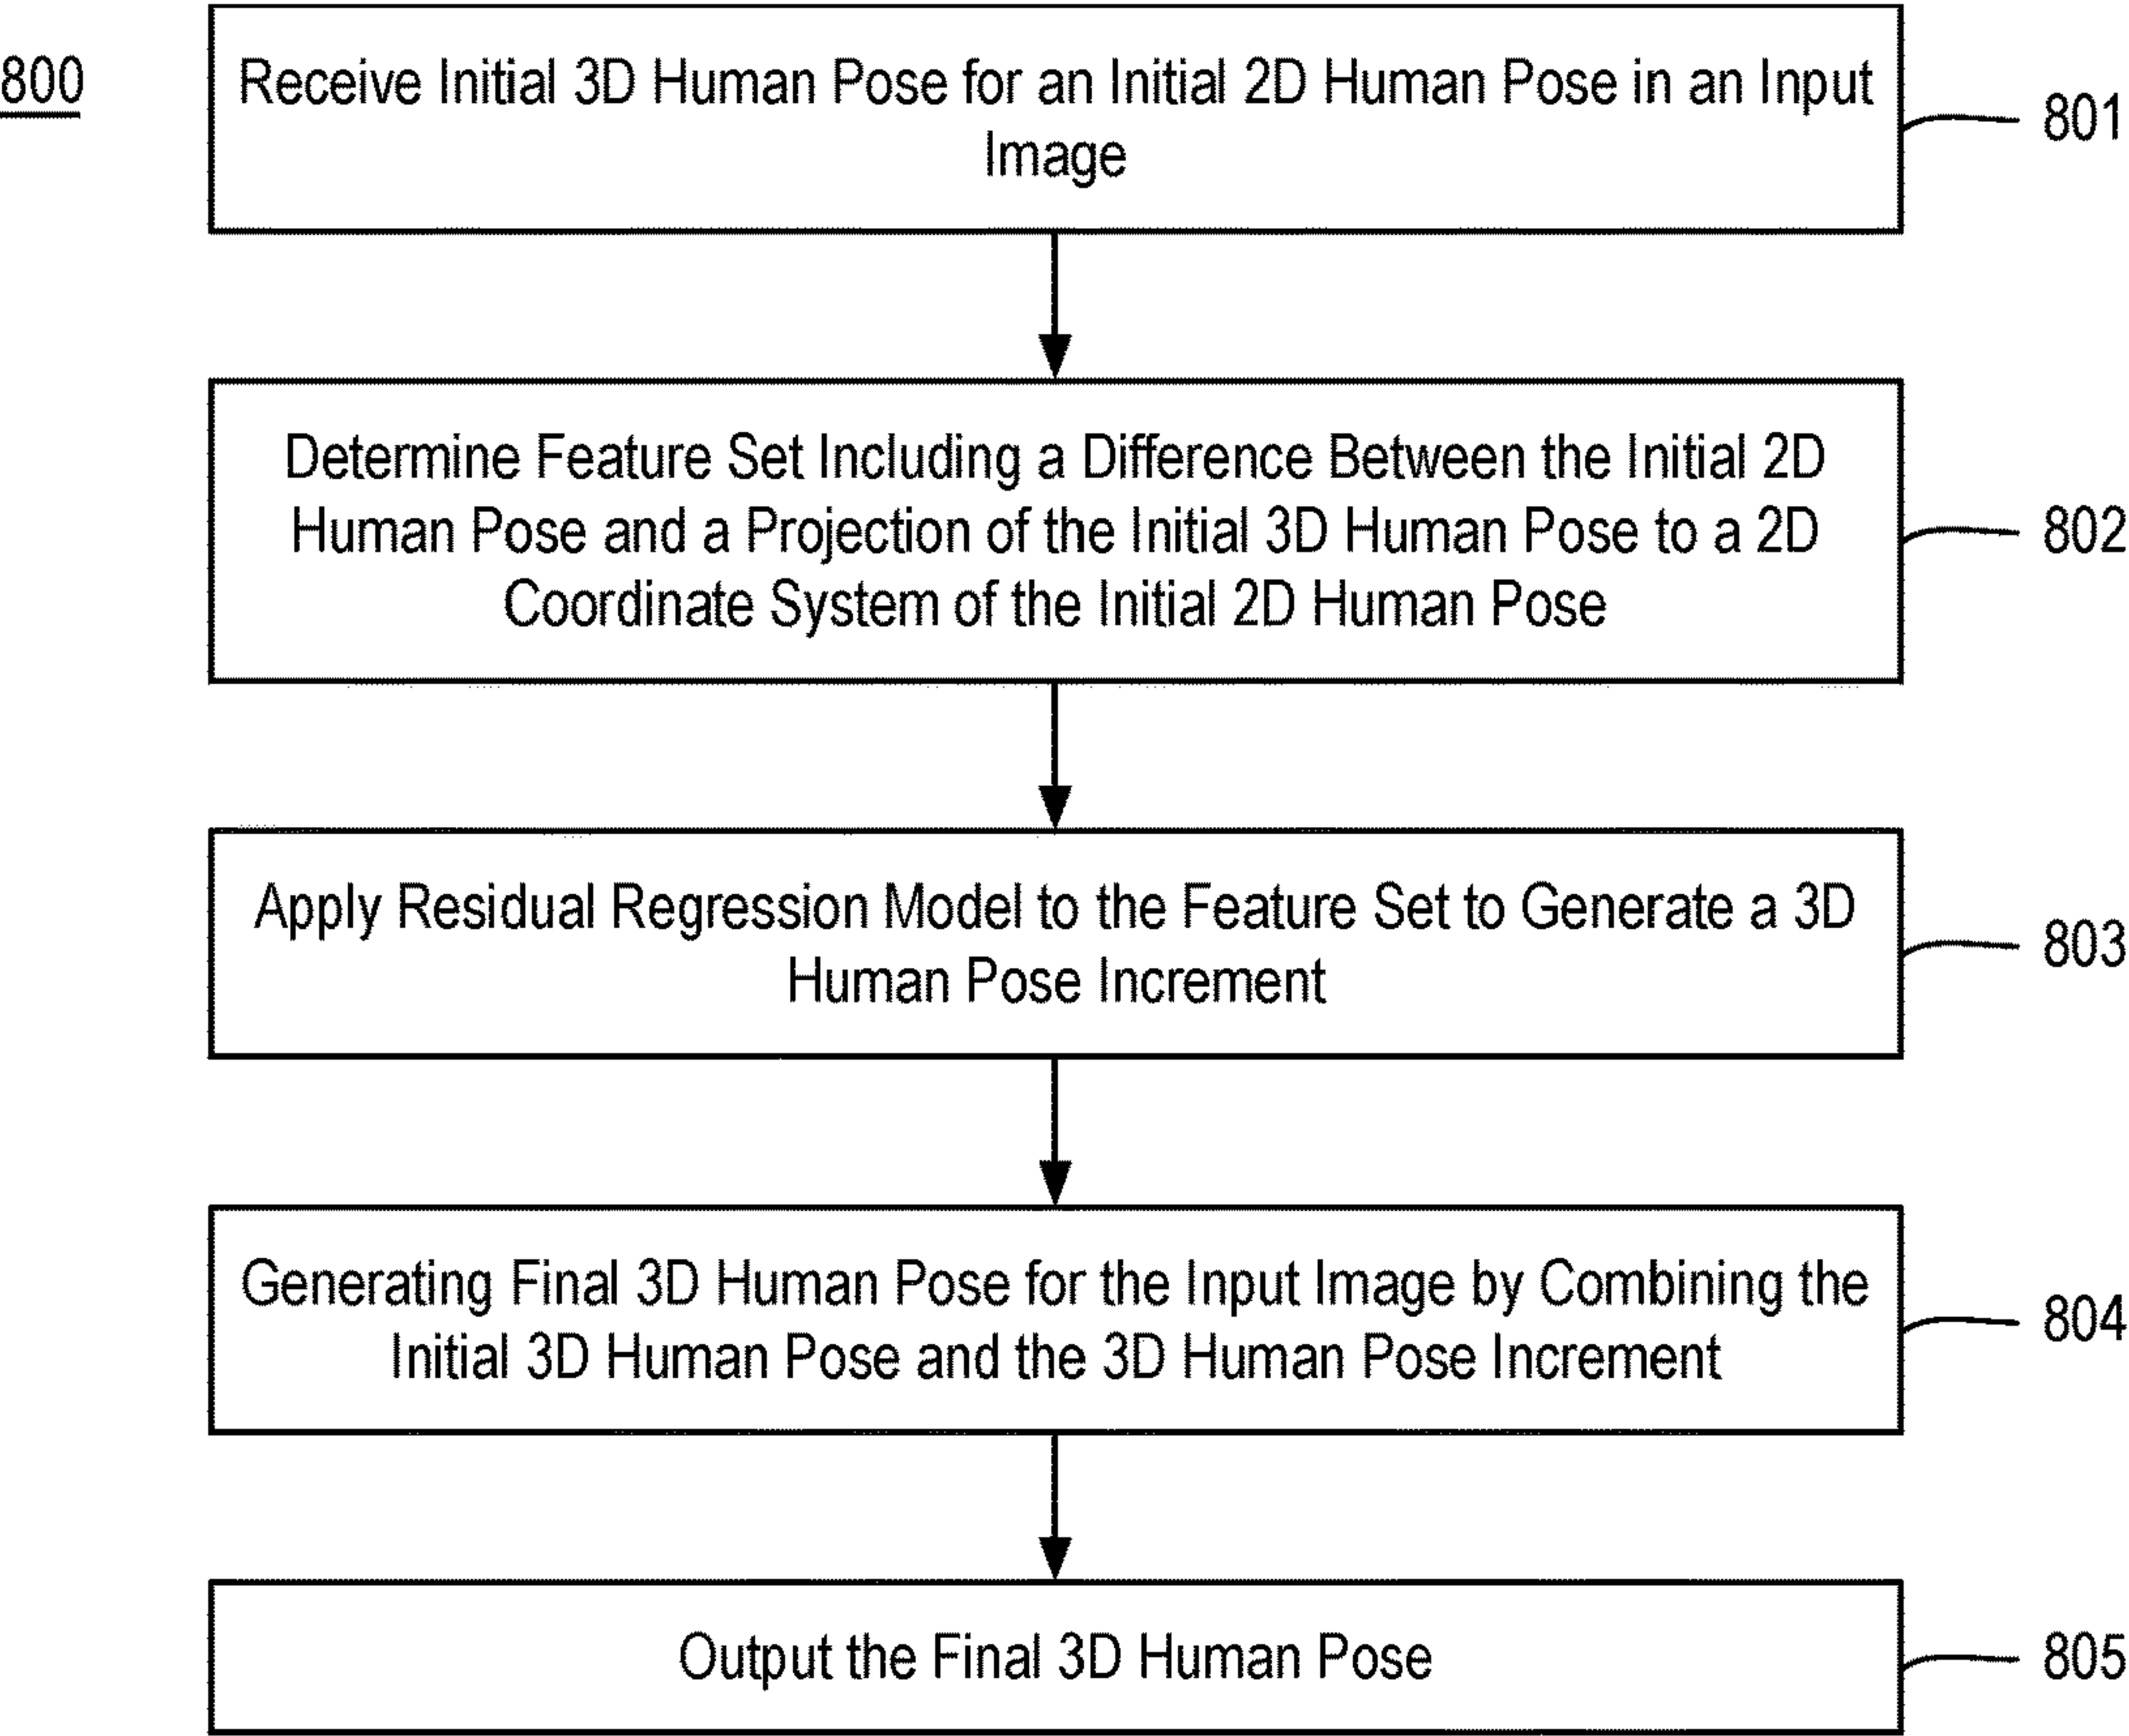 800
Receive Initial 3D Human Pose for an Initial 2D Human Pose in an Input
Image
801
Determine Feature Set Including a Difference Between the Initial 2D
Human Pose and a Projection of the Initial 3D Human Pose to a 2D
Coordinate System of the Initial 2D Human Pose
802
Apply Residual Regression Model to the Feature Set to Generate a 3D
Human Pose Increment
803
Generating Final 3D Human Pose for the Input Image by Combining the
Initial 3D Human Pose and the 3D Human Pose Increment
804
Output the Final 3D Human Pose
805